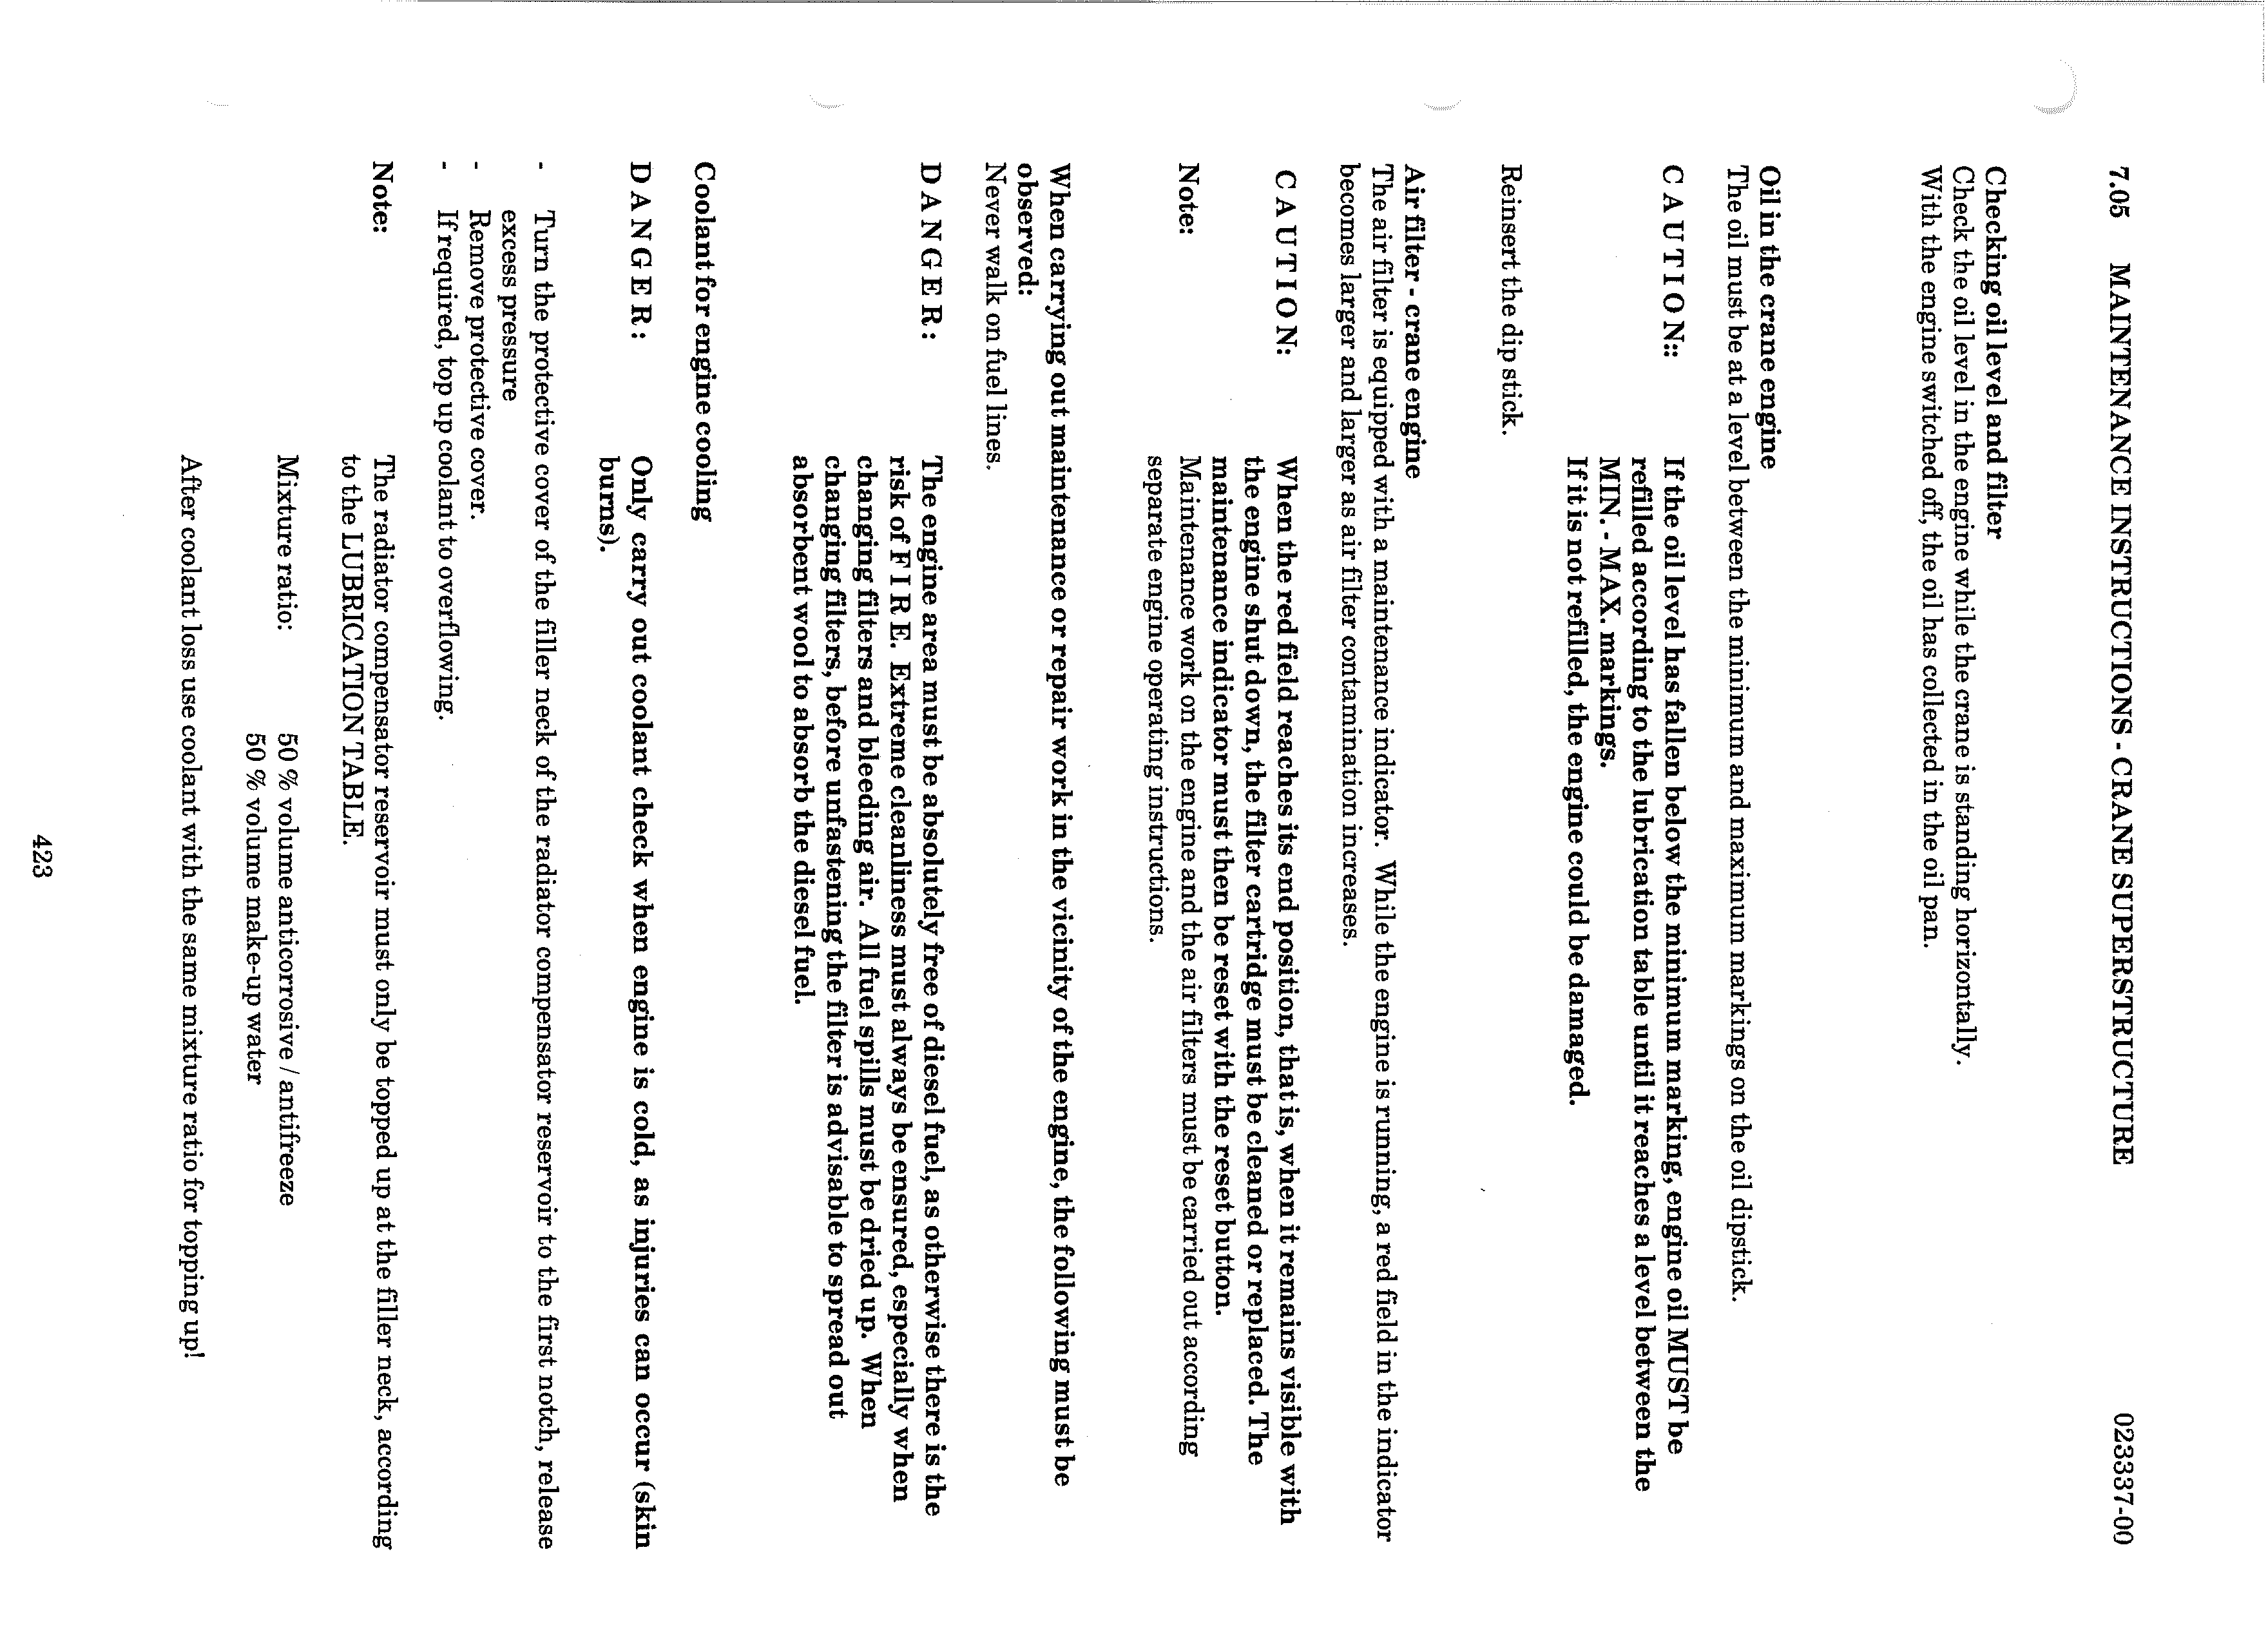 7.05 MAINTENANCE INSTRUCTIONS - CRANE SUPERSTRUCTURE 023337-00
Checking oil level and filter
Check the oil level in the engine while the crane is standing horizontally.
With the engine switched off, the oil has collected in the oil pan.
Oil in the crane engine
The oil must be at a level between the minimum and maximum markings on the oil dipstick.
C A U T I O N:: If the oil level has fallen below the minimum marking, engine oil MUST be
refilled according to the lubrication table until it reaches a level between the
MIN. - MAX. markings.
If it is not refilled, the engine could be damaged.
Reinsert the dip stick.
Air filter - crane engine
The air filter is equipped with a maintenance indicator. While the engine is running, a red field in the indicator
becomes larger and larger as air filter contamination increases.
C A U T I O N: When the red field reaches its end position, that is, when it remains visible with
the engine shut down, the filter cartridge must be cleaned or replaced. The
maintenance indicator must then be reset with the reset button.
Note: Maintenance work on the engine and the air filters must be carried out according
separate engine operating instructions.
When carrying out maintenance or repair work in the vicinity of the engine, the following must be
observed:
Never walk on fuel lines.
D A N G E R: The engine area must be absolutely free of diesel fuel, as otherwise there is the
risk of F I R E. Extreme cleanliness must always be ensured, especially when
changing filters and bleeding air. All fuel spills must be dried up. When
changing filters, before unfastening the filter is advisable to spread out
absorbent wool to absorb the diesel fuel.
Coolant for engine cooling
D A N G E R: Only carry out coolant check when engine is cold, as injuries can occur (skin
burns).
- Turn the protective cover of the filler neck of the radiator compensator reservoir to the first notch, release
excess pressure
- Remove protective cover.
- If required, top up coolant to overflowing.
Note: The radiator compensator reservoir must only be topped up at the filler neck, according
to the LUBRICATION TABLE.
Mixture ratio: 50 % volume anticorrosive / antifreeze
50 % volume make-up water
After coolant loss use coolant with the same mixture ratio for topping up!
423